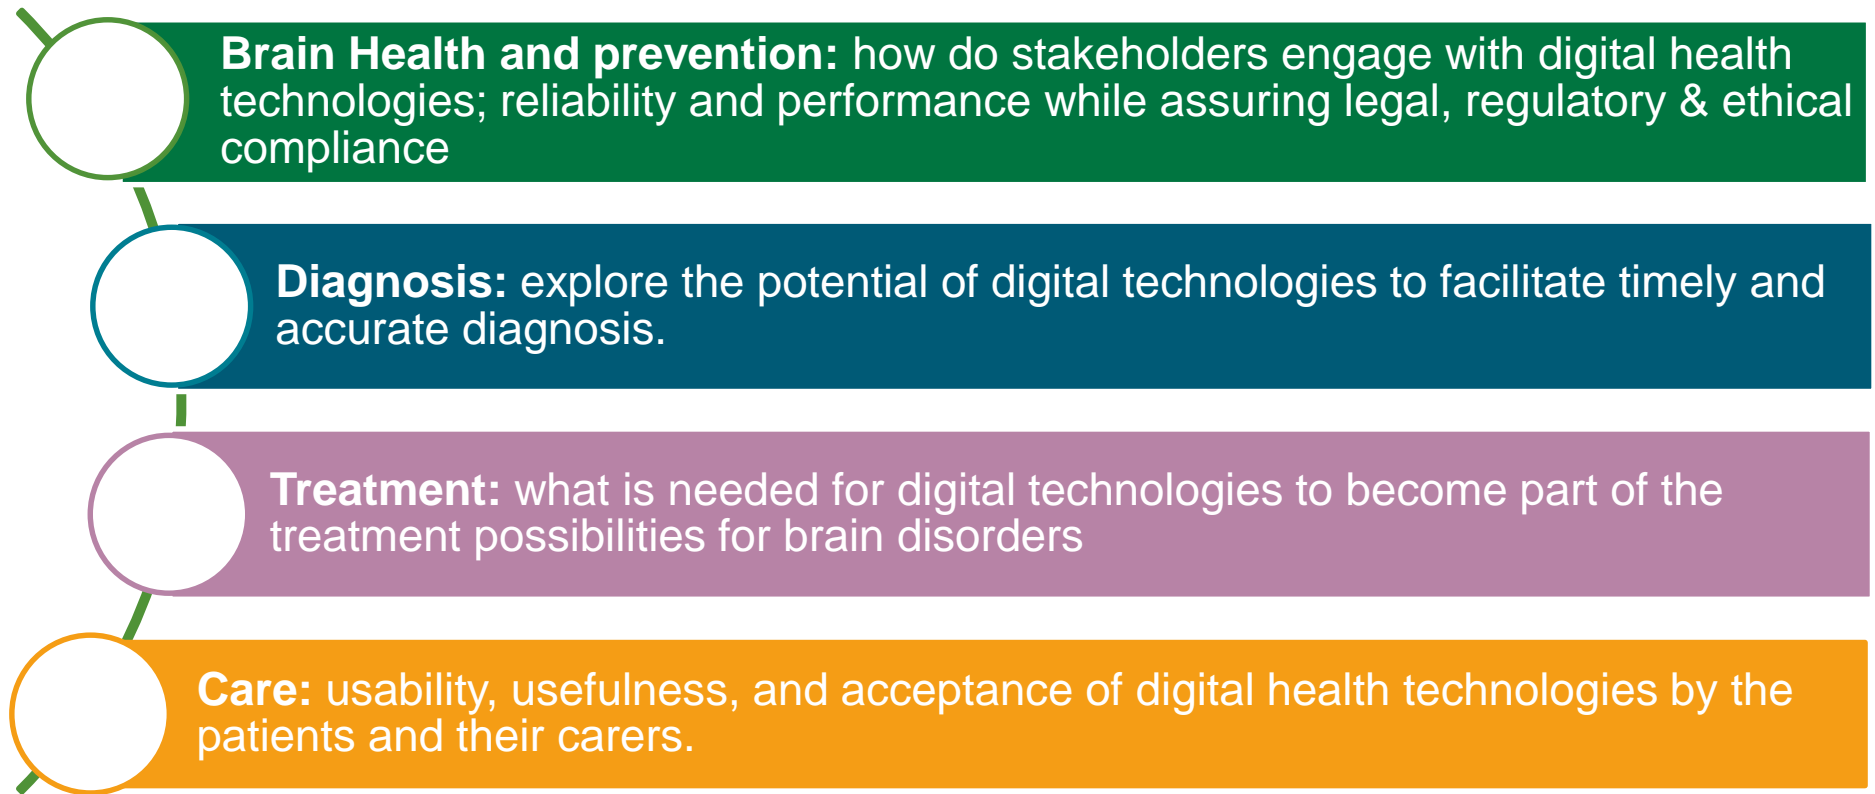 Brain Health and prevention: how do stakeholders engage with digital health
technologies; reliability and performance while assuring legal, regulatory & ethical
compliance
Diagnosis: explore the potential of digital technologies to facilitate timely and
accurate diagnosis.
Treatment: what is needed for digital technologies to become part of the
treatment possibilities for brain disorders
Care: usability, usefulness, and acceptance of digital health technologies by the
patients and their carers.